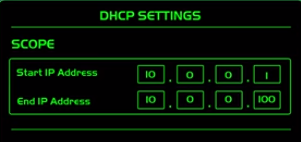 DHCP SETTINGS
SCOPE
Start IP Address 10 . 0 . 0 . 1
End IP Address 10 . 0 . 0 . 100